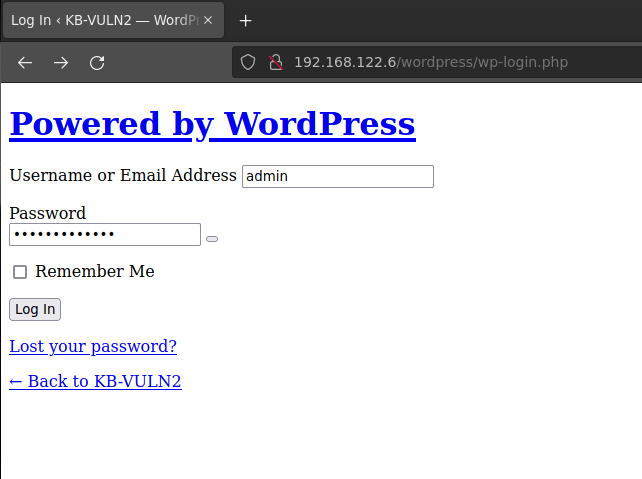 Log In ‹ KB-VULN2 — WordPr
192.168.122.6/wordpress/wp-login.php
Powered by WordPress
Username or Email Address admin
Password
•••••••••••••
Remember Me
Log In
Lost your password?
← Back to KB-VULN2